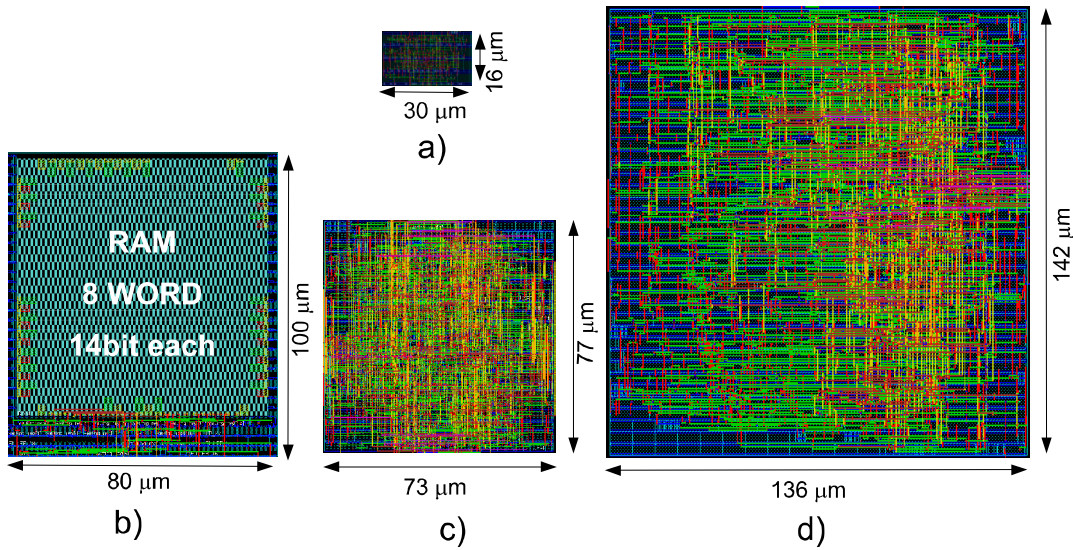 16 µm
30 µm
a)
RAM
8 WORD
14bit each
100 µm
80 µm
b)
77 µm
73 µm
c)
142 µm
136 µm
d)